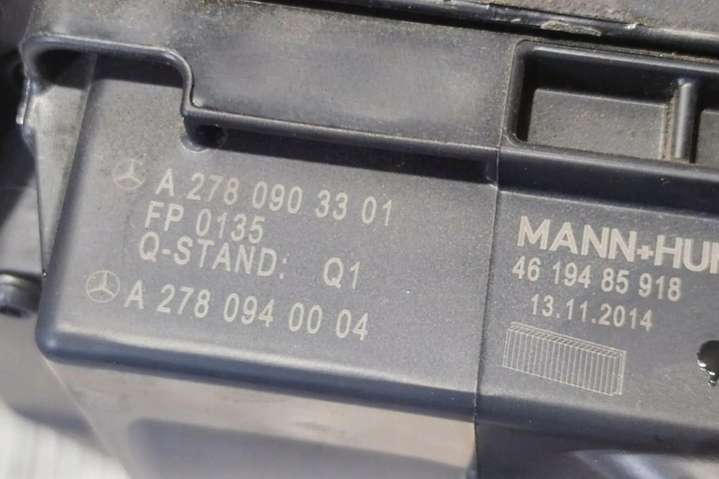 A 278 090 33 01
FP 0135
Q-STAND: Q1
A 278 094 00 04
MANN+HU
46 194 85 918
13.11.2014